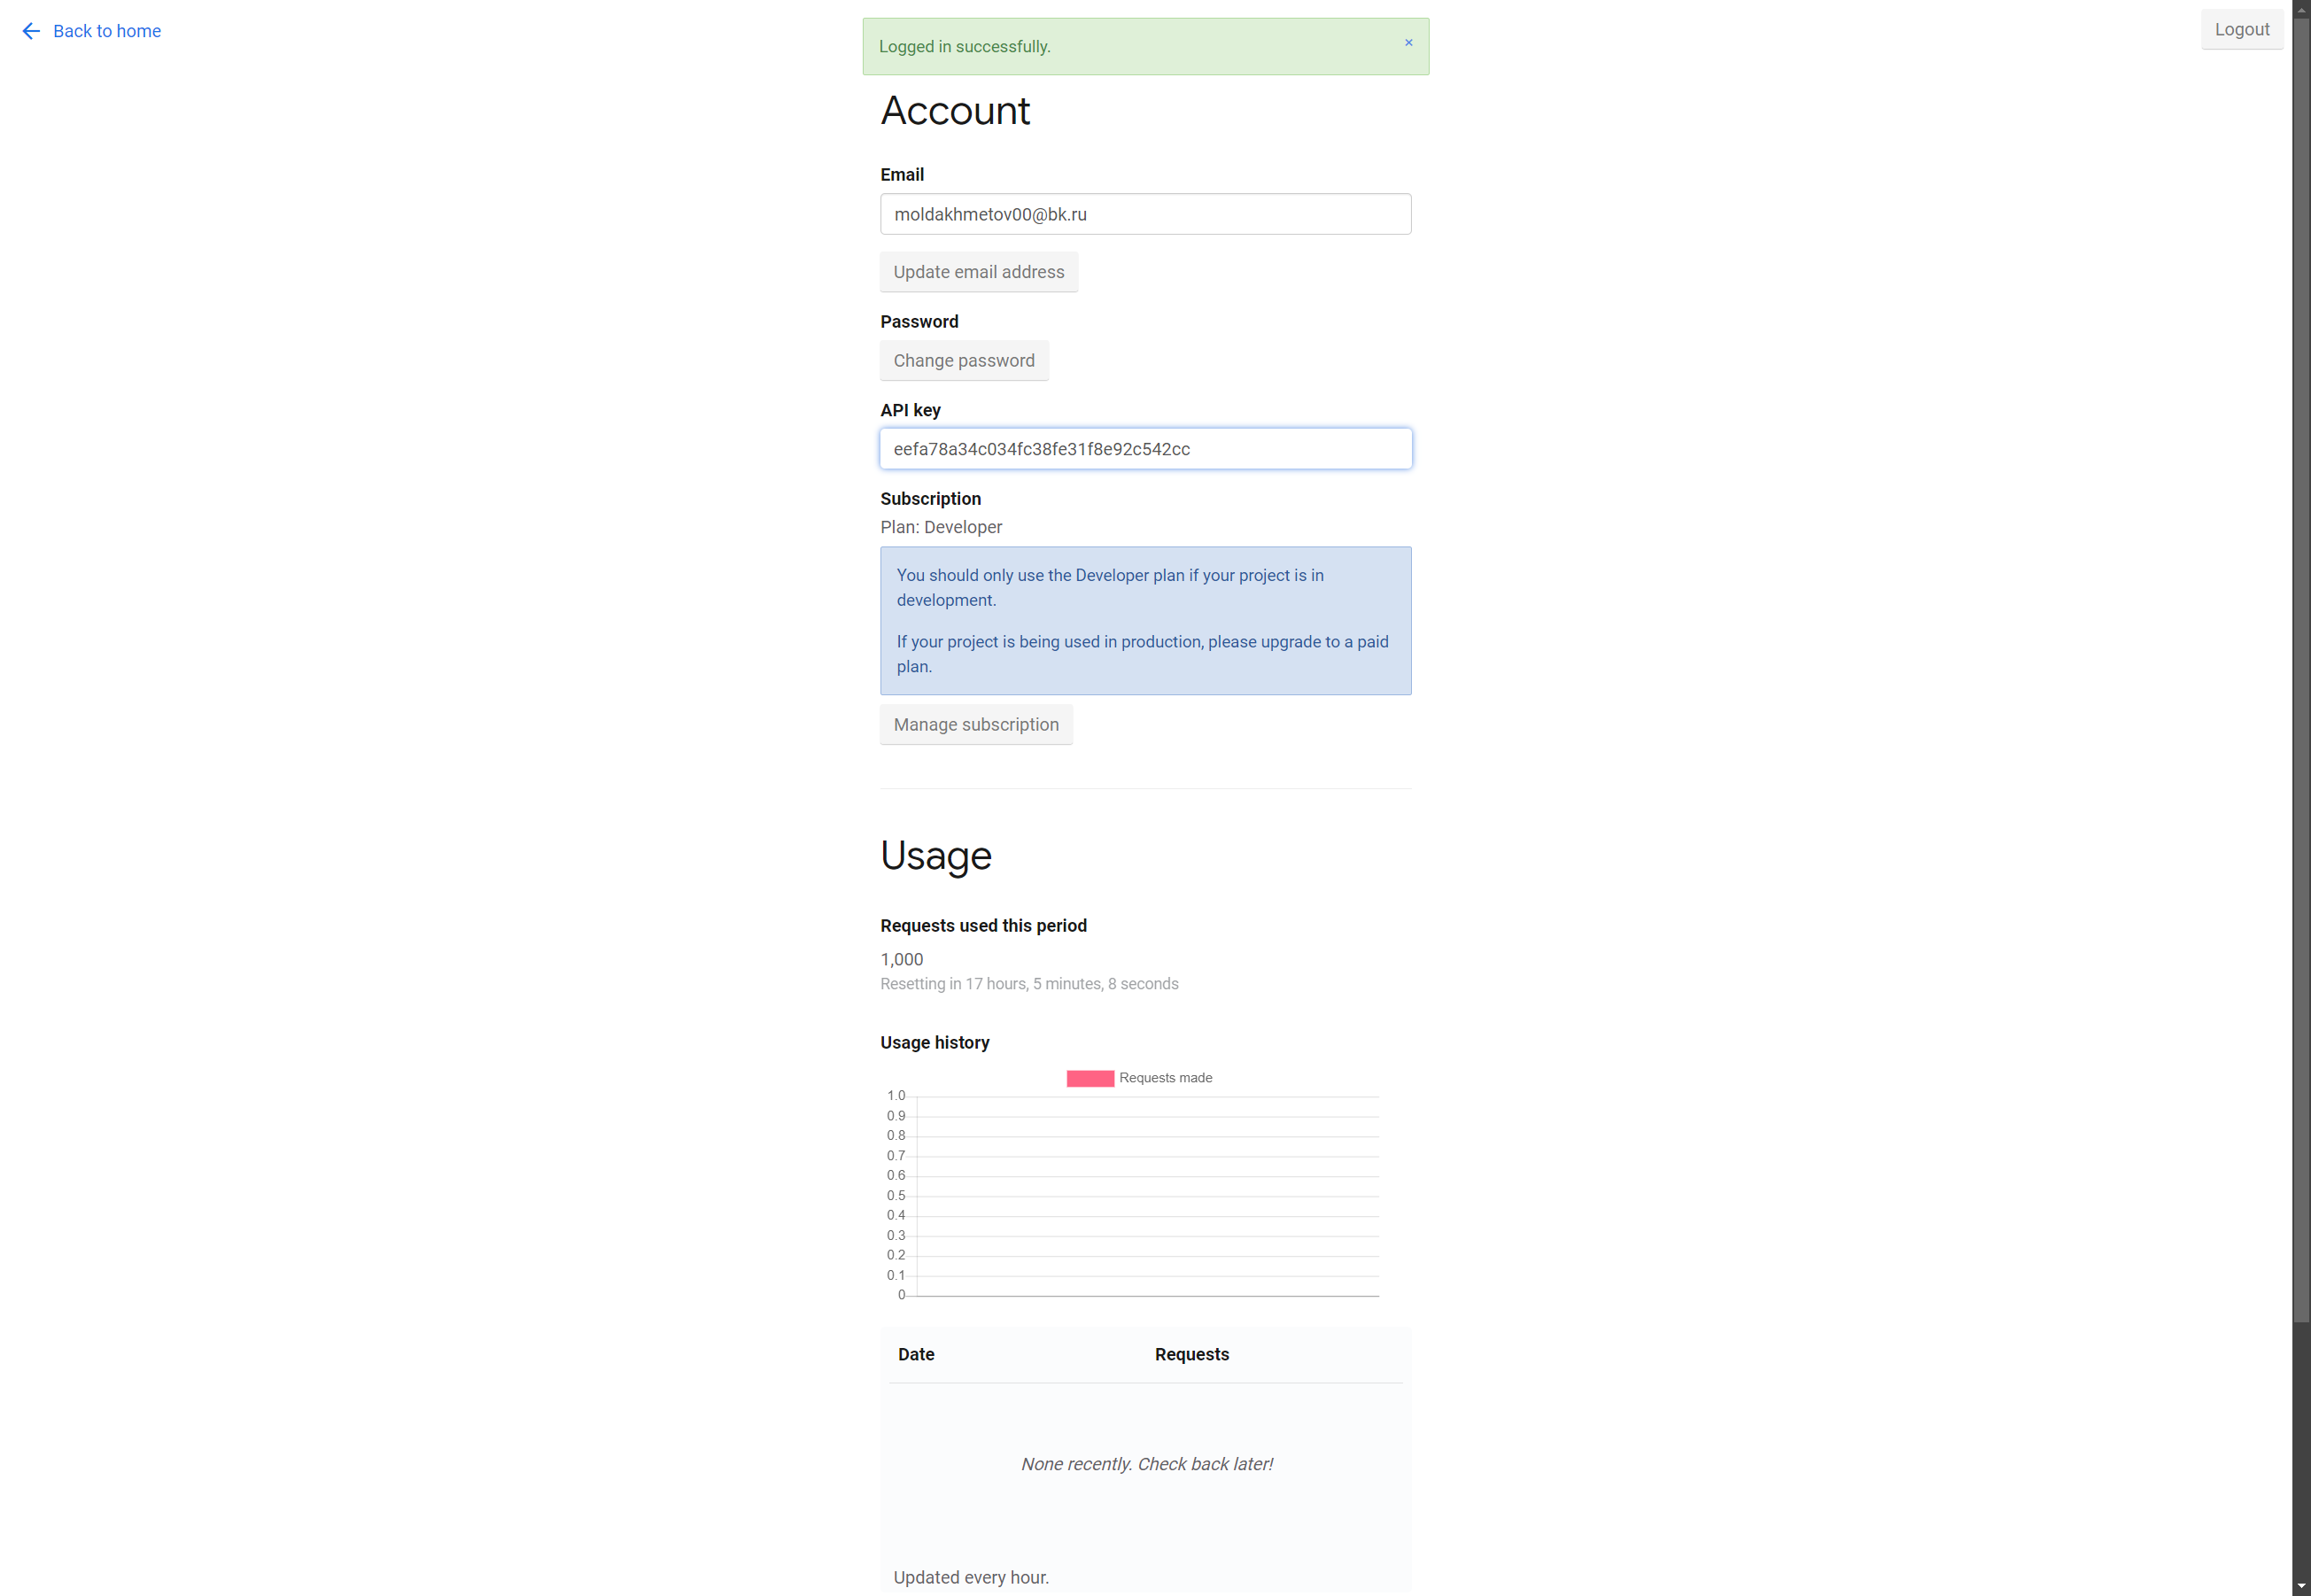 Back to home
Logged in successfully.
×
Logout
Account
Email
moldakhmetov00@bk.ru
Update email address
Password
Change password
API key
eefa78a34c034fc38fe31f8e92c542cc
Subscription
Plan: Developer
You should only use the Developer plan if your project is in
development.
If your project is being used in production, please upgrade to a paid
plan.
Manage subscription
Usage
Requests used this period
1,000
Resetting in 17 hours, 5 minutes, 8 seconds
Usage history
Requests made
1.0
0.9
0.8
0.7
0.6
0.5
0.4
0.3
0.2
0.1
0
Date Requests
None recently. Check back later!
Updated every hour.